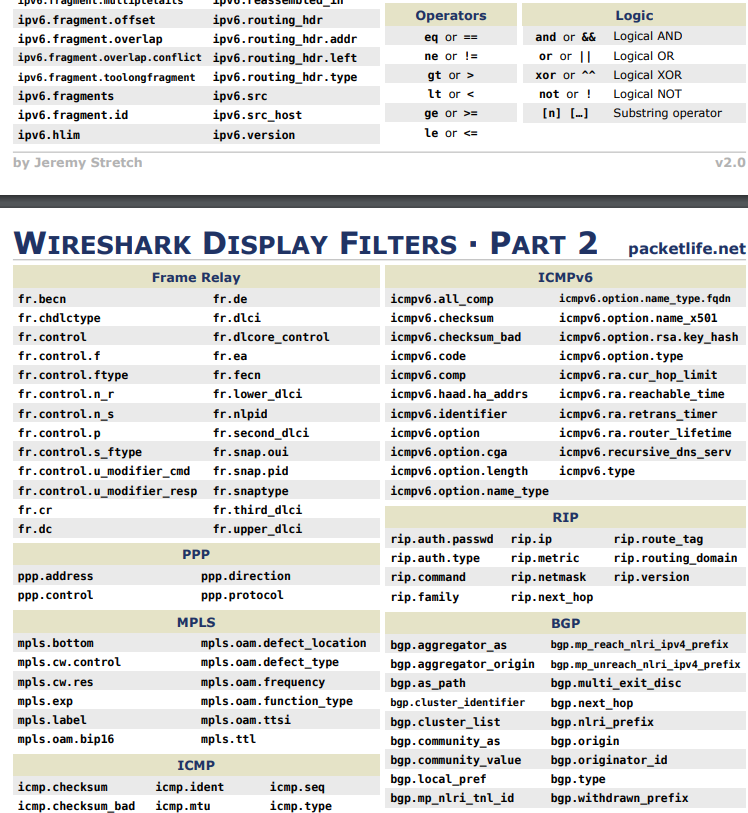 ipv6.fragment.multipletails ipv6.reassembled_in
ipv6.fragment.offset ipv6.routing_hdr
ipv6.fragment.overlap ipv6.routing_hdr.addr
ipv6.fragment.overlap.conflict ipv6.routing_hdr.left
ipv6.fragment.toolongfragment ipv6.routing_hdr.type
ipv6.fragments ipv6.src
ipv6.fragment.id ipv6.src_host
ipv6.hlim ipv6.version
Operators
eq or ==
ne or !=
gt or >
lt or <
ge or >=
le or <=
Logic
and or && Logical AND
or or || Logical OR
xor or ^^ Logical XOR
not or ! Logical NOT
[n] […] Substring operator
by Jeremy Stretch v2.0
WIRESHARK DISPLAY FILTERS · PART 2 packetlife.net
Frame Relay
fr.becn fr.de
fr.chdlctype fr.dlci
fr.control fr.dlcore_control
fr.control.f fr.ea
fr.control.ftype fr.fecn
fr.control.n_r fr.lower_dlci
fr.control.n_s fr.nlpid
fr.control.p fr.second_dlci
fr.control.s_ftype fr.snap.oui
fr.control.u_modifier_cmd fr.snap.pid
fr.control.u_modifier_resp fr.snaptype
fr.cr fr.third_dlci
fr.dc fr.upper_dlci
PPP
ppp.address ppp.direction
ppp.control ppp.protocol
MPLS
mpls.bottom mpls.oam.defect_location
mpls.cw.control mpls.oam.defect_type
mpls.cw.res mpls.oam.frequency
mpls.exp mpls.oam.function_type
mpls.label mpls.oam.ttsi
mpls.oam.bip16 mpls.ttl
ICMP
icmp.checksum icmp.ident icmp.seq
icmp.checksum_bad icmp.mtu icmp.type
ICMPv6
icmpv6.all_comp icmpv6.option.name_type.fqdn
icmpv6.checksum icmpv6.option.name_x501
icmpv6.checksum_bad icmpv6.option.rsa.key_hash
icmpv6.code icmpv6.option.type
icmpv6.comp icmpv6.ra.cur_hop_limit
icmpv6.haad.ha_addrs icmpv6.ra.reachable_time
icmpv6.identifier icmpv6.ra.retrans_timer
icmpv6.option icmpv6.ra.router_lifetime
icmpv6.option.cga icmpv6.recursive_dns_serv
icmpv6.option.length icmpv6.type
icmpv6.option.name_type
RIP
rip.auth.passwd rip.ip rip.route_tag
rip.auth.type rip.metric rip.routing_domain
rip.command rip.netmask rip.version
rip.family rip.next_hop
BGP
bgp.aggregator_as bgp.mp_reach_nlri_ipv4_prefix
bgp.aggregator_origin bgp.mp_unreach_nlri_ipv4_prefix
bgp.as_path bgp.multi_exit_disc
bgp.cluster_identifier bgp.next_hop
bgp.cluster_list bgp.nlri_prefix
bgp.community_as bgp.origin
bgp.community_value bgp.originator_id
bgp.local_pref bgp.type
bgp.mp_nlri_tnl_id bgp.withdrawn_prefix